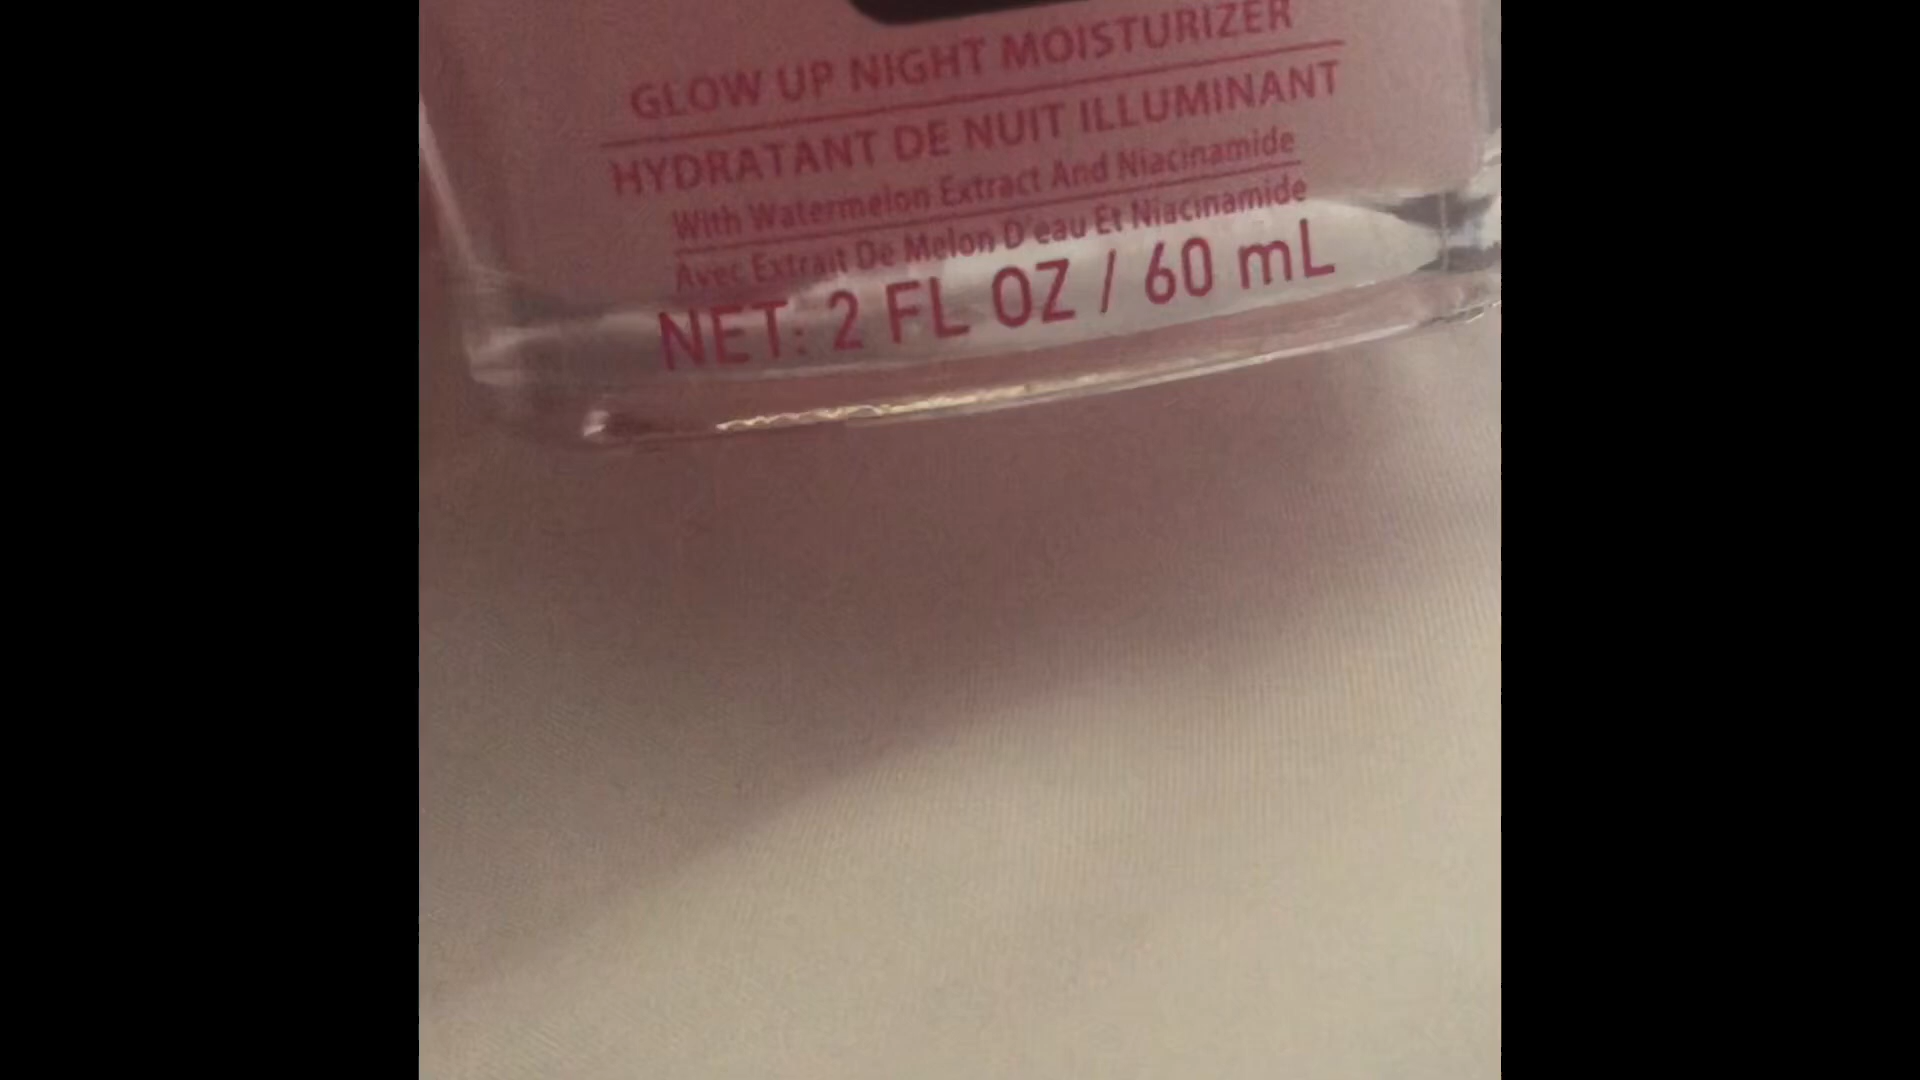 GLOW UP NIGHT MOISTURIZER
HYDRATANT DE NUIT ILLUMINANT
With Watermelon Extract And Niacinamide
Avec Extrait De Melon D'eau Et Niacinamide
NET: 2 FL OZ / 60 mL